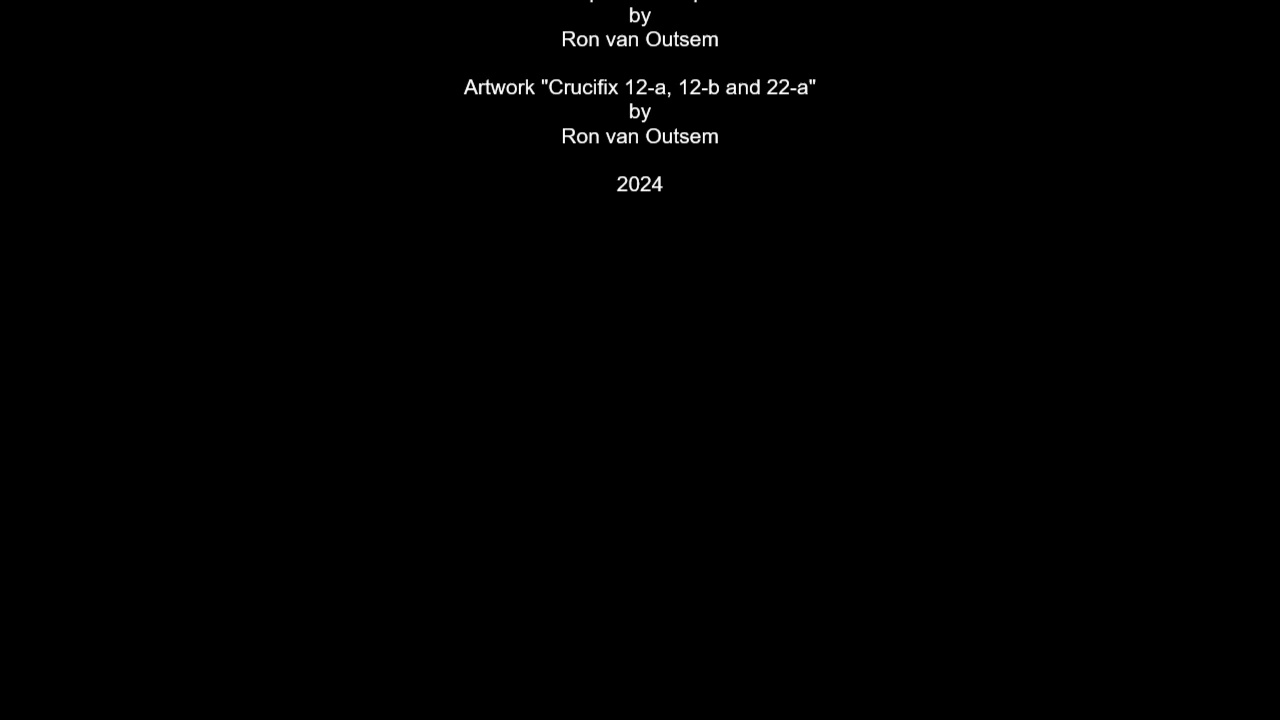 by
Ron van Outsem
Artwork "Crucifix 12-a, 12-b and 22-a"
by
Ron van Outsem
2024